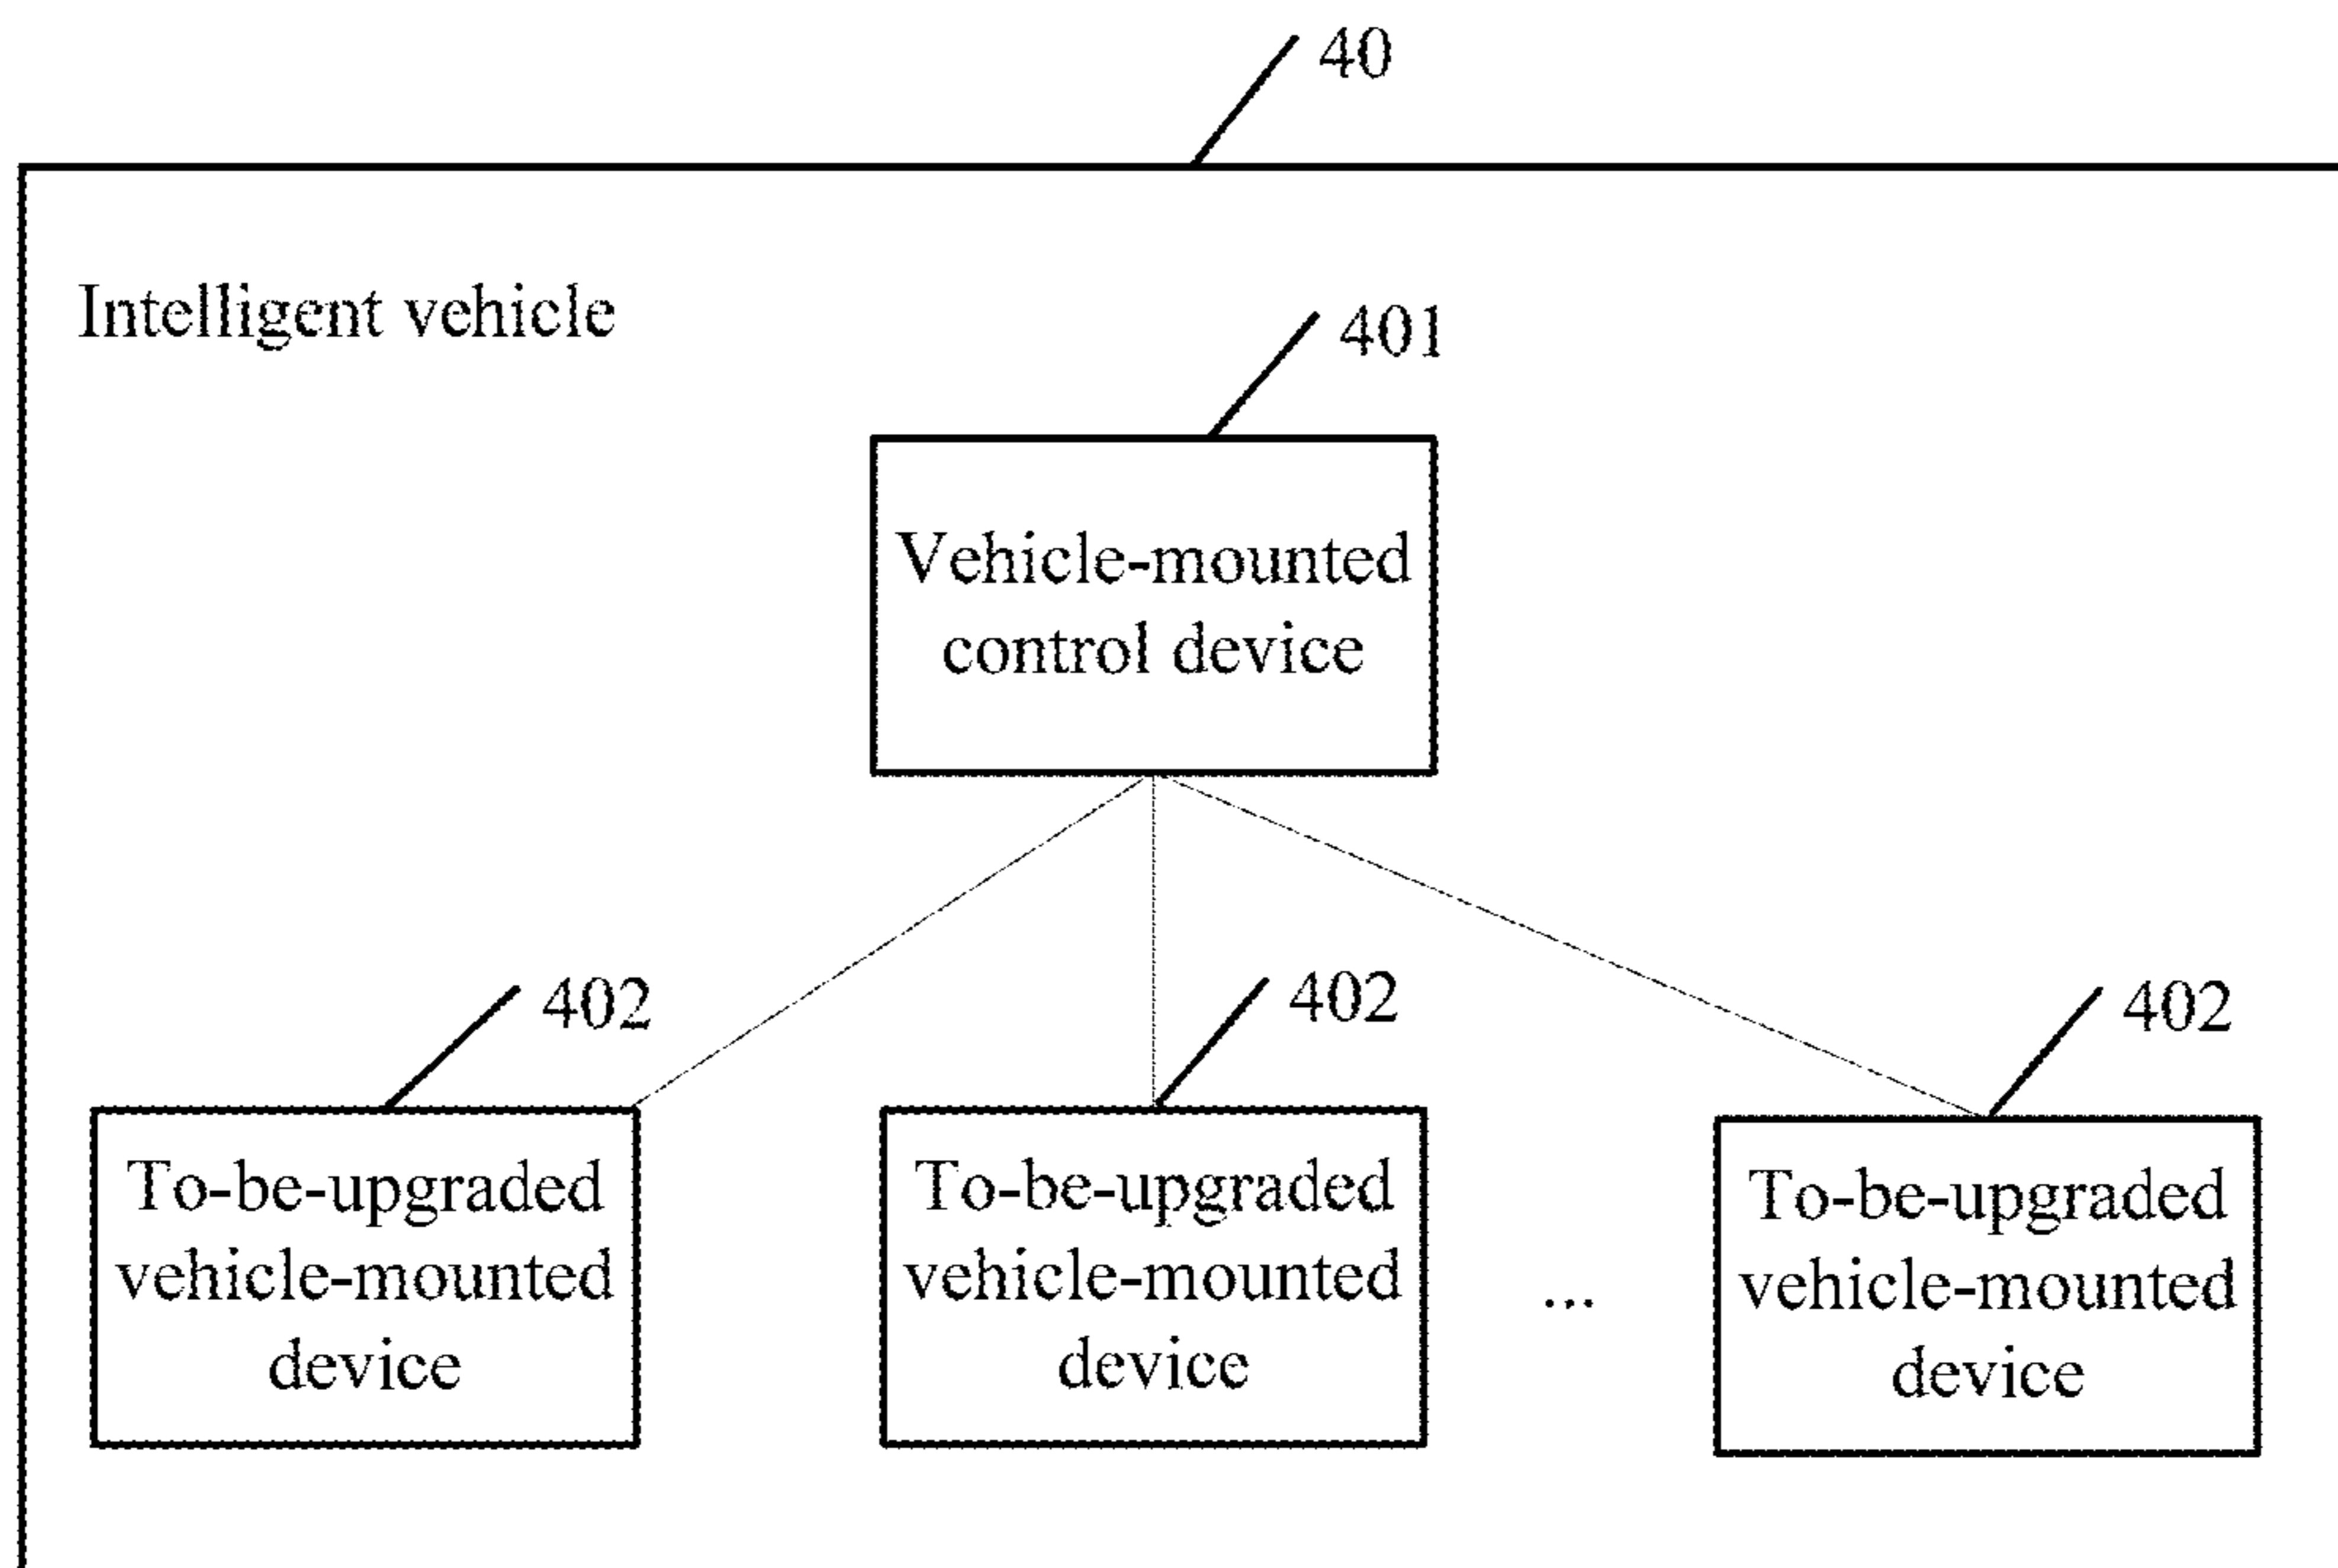 40
Intelligent vehicle
401
Vehicle-mounted
control device
402
402
402
To-be-upgraded
vehicle-mounted
device
To-be-upgraded
vehicle-mounted
device
...
To-be-upgraded
vehicle-mounted
device